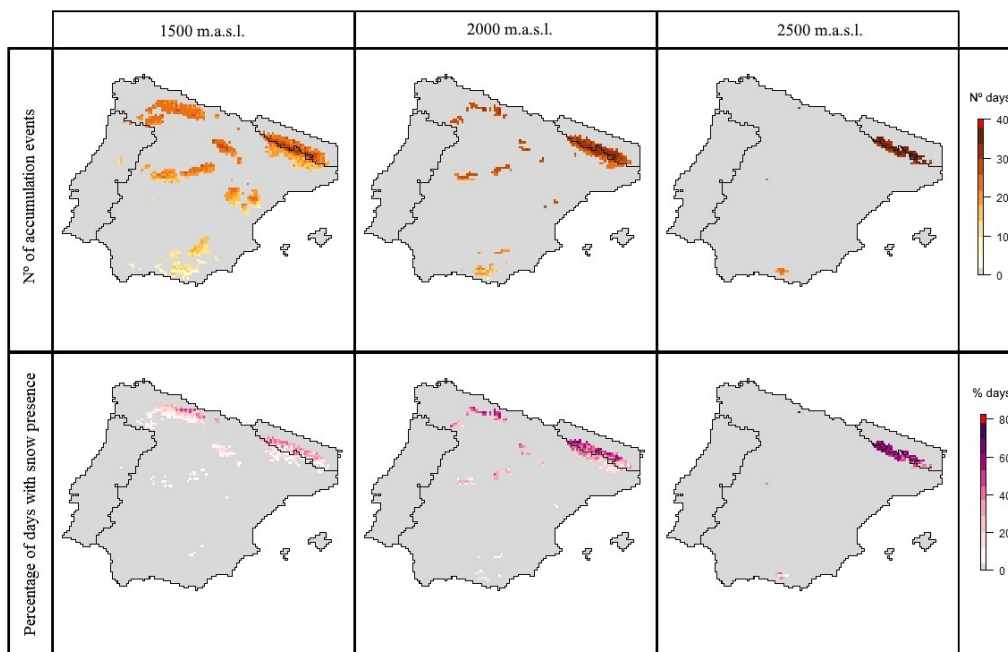 1500 m.a.s.l.
2000 m.a.s.l.
2500 m.a.s.l.
Nº of accumulation events
Nº days
40
30
20
10
0
Percentage of days with snow presence
% days
80
60
40
20
0